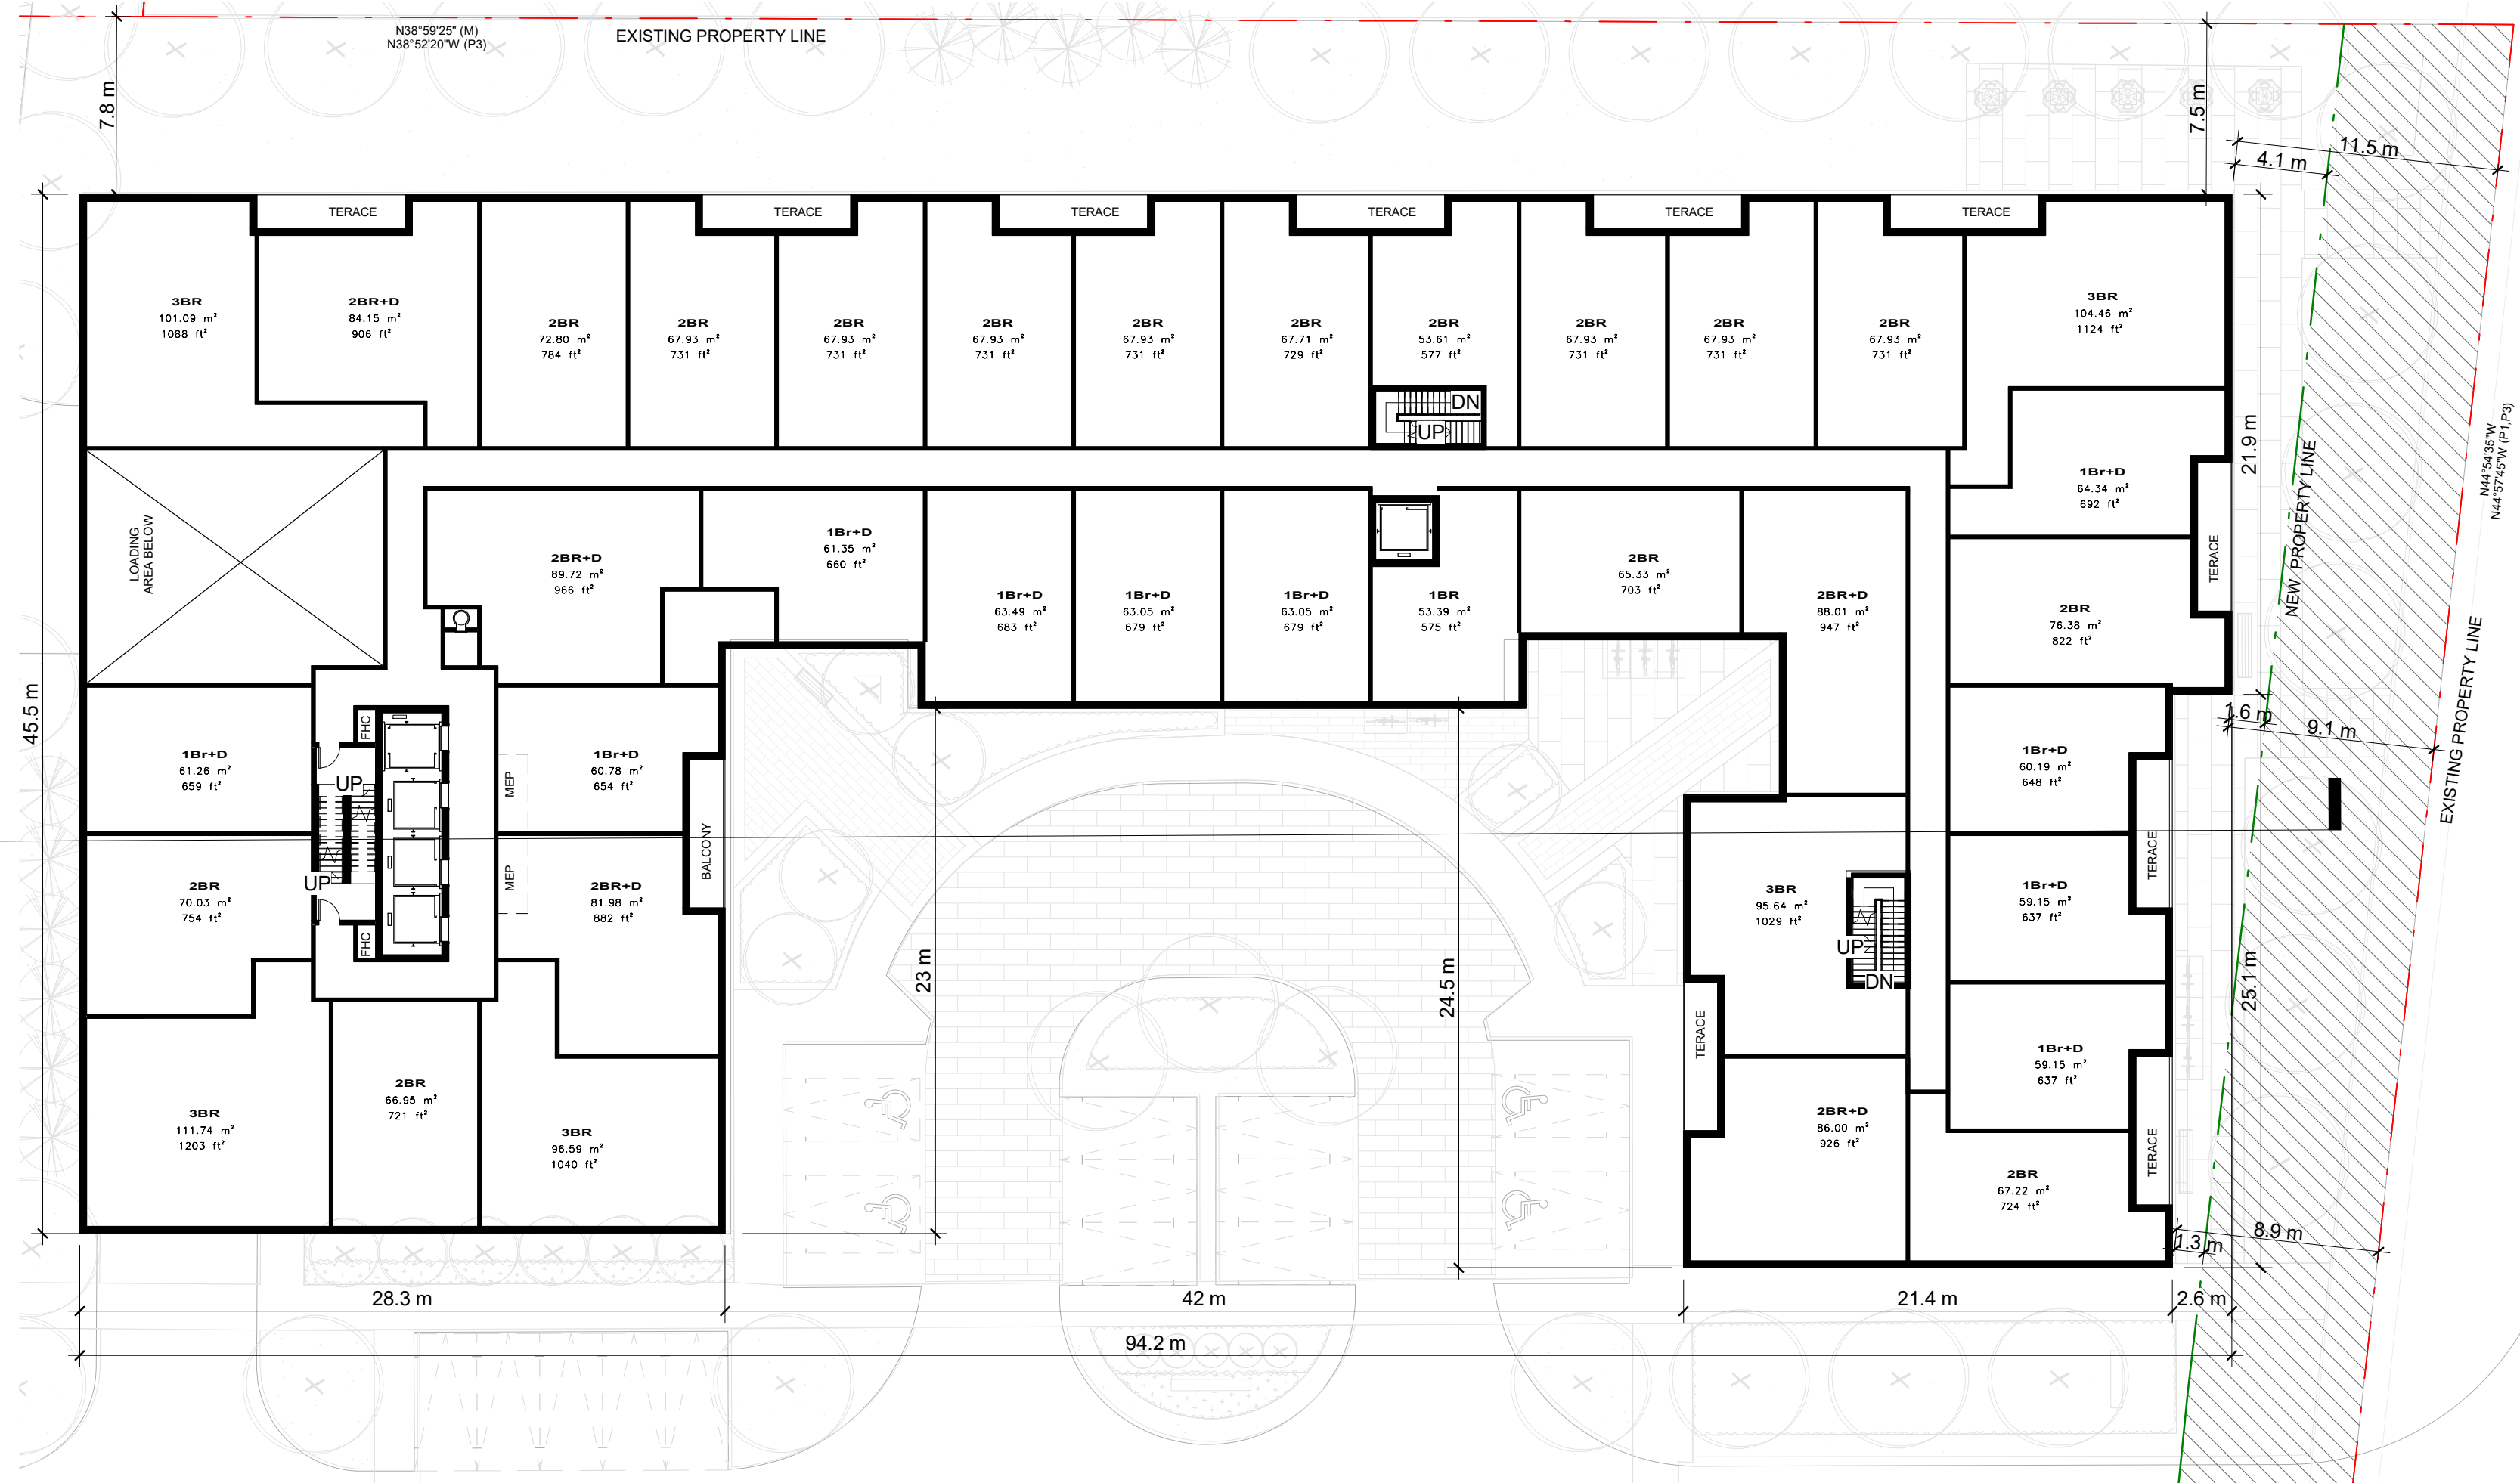 N38°59'25" (M)
N38°52'20"W (P3)
EXISTING PROPERTY LINE
7.8 m
7.5 m
11.5 m
4.1 m
TERACE
TERACE
TERACE
TERACE
TERACE
TERACE
3BR
101.09 m²
1088 ft²
2BR+D
84.15 m²
906 ft²
2BR
72.80 m²
784 ft²
2BR
67.93 m²
731 ft²
2BR
67.93 m²
731 ft²
2BR
67.93 m²
731 ft²
2BR
67.93 m²
731 ft²
2BR
67.71 m²
729 ft²
2BR
53.61 m²
577 ft²
2BR
67.93 m²
731 ft²
2BR
67.93 m²
731 ft²
2BR
67.93 m²
731 ft²
3BR
104.46 m²
1124 ft²
DN
UP
21.9 m
N44°54'35"W
N44°57'45"W (P1,P3)
NEW PROPERTY LINE
EXISTING PROPERTY LINE
1Br+D
64.34 m²
692 ft²
TERACE
LOADING
AREA BELOW
2BR+D
89.72 m²
966 ft²
1Br+D
61.35 m²
660 ft²
1Br+D
63.49 m²
683 ft²
1Br+D
63.05 m²
679 ft²
1Br+D
63.05 m²
679 ft²
1BR
53.39 m²
575 ft²
2BR
65.33 m²
703 ft²
2BR+D
88.01 m²
947 ft²
2BR
76.38 m²
822 ft²
45.5 m
1.6 m
9.1 m
1Br+D
61.26 m²
659 ft²
FHC
UP
MEP
1Br+D
60.78 m²
654 ft²
1Br+D
60.19 m²
648 ft²
BALCONY
TERACE
2BR
70.03 m²
754 ft²
UP
FHC
MEP
2BR+D
81.98 m²
882 ft²
3BR
95.64 m²
1029 ft²
UP
DN
1Br+D
59.15 m²
637 ft²
23 m
24.5 m
25.1 m
TERACE
1Br+D
59.15 m²
637 ft²
3BR
111.74 m²
1203 ft²
2BR
66.95 m²
721 ft²
3BR
96.59 m²
1040 ft²
2BR+D
86.00 m²
926 ft²
TERACE
2BR
67.22 m²
724 ft²
8.9 m
1.3 m
28.3 m
42 m
21.4 m
2.6 m
94.2 m